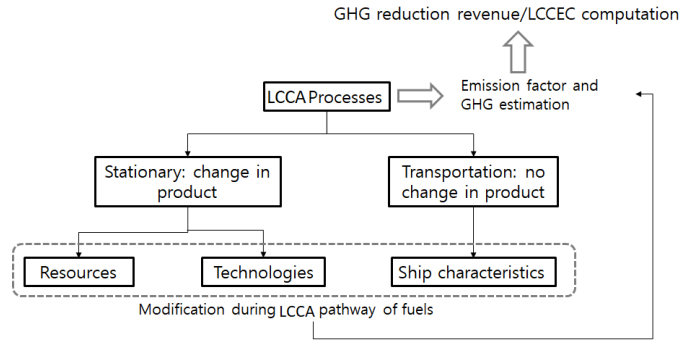 GHG reduction revenue/LCCEC computation
LCCA Processes
Emission factor and
GHG estimation
Stationary: change in
product
Transportation: no
change in product
Resources
Technologies
Ship characteristics
Modification during LCCA pathway of fuels